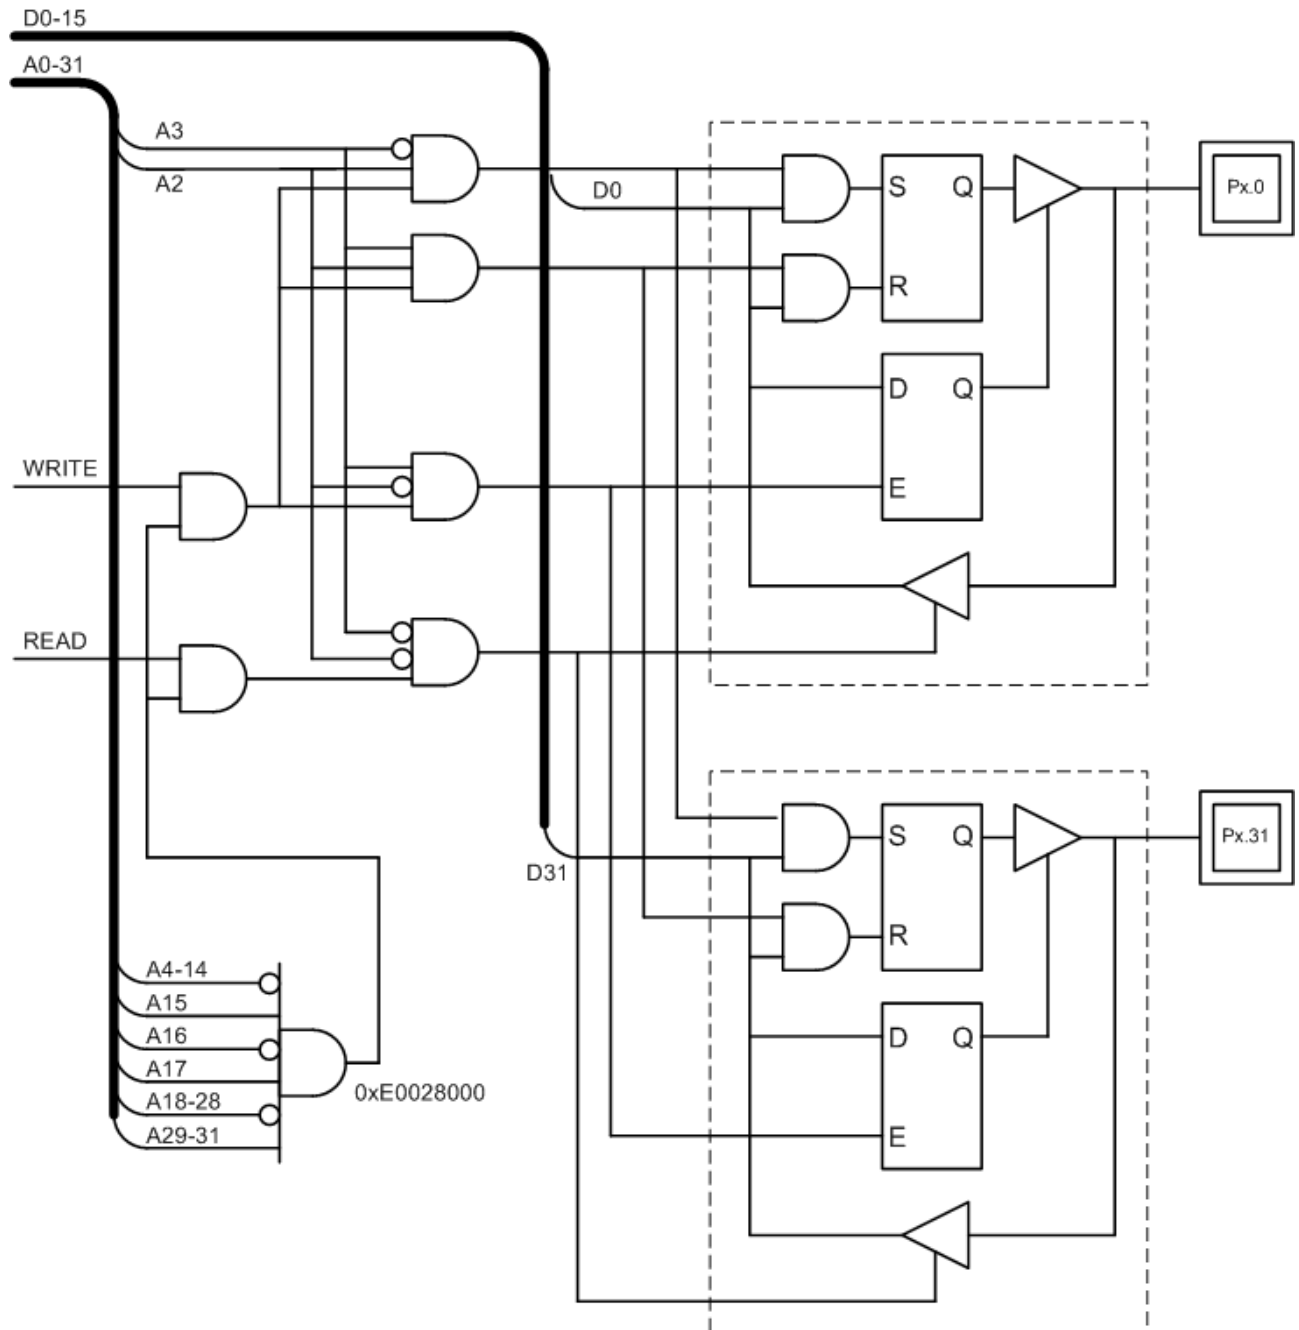 D0-15
A0-31
A3
A2
D0
S Q
R
Px.0
D Q
E
WRITE
READ
D31
S Q
R
Px.31
D Q
E
A4-14
A15
A16
A17
A18-28
A29-31
0xE0028000